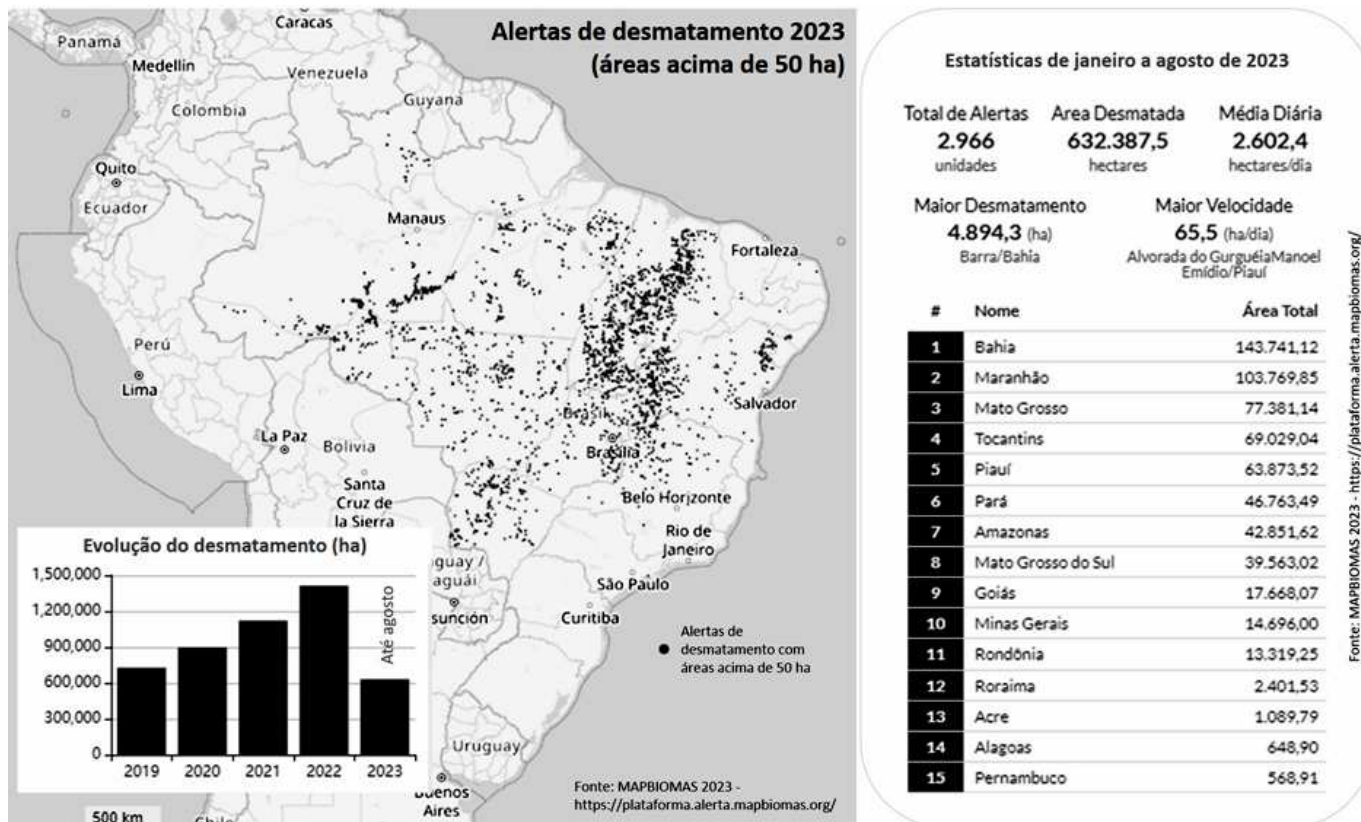 Alertas de desmatamento 2023
(áreas acima de 50 ha)
Caracas
Panamá
Medellín
Venezuela
Guyana
Colombia
Quito
Ecuador
Manaus
Fortaleza
Perú
Lima
Salvador
Brasil
La Paz
Bolivia
Brasília
Santa
Cruz de
la Sierra
Belo Horizonte
Rio de
Janeiro
guay /
aguái
São Paulo
sunción
Curitiba
Uruguay
Buenos
Aires
Chile
500 km
Evolução do desmatamento (ha)
1,500,000
1,200,000
900,000
600,000
300,000
0
2019 2020 2021 2022 2023
Até agosto
Alertas de
desmatamento com
áreas acima de 50 ha
Fonte: MAPBIOMAS 2023 -
https://plataforma.alerta.mapbiomas.org/
Estatísticas de janeiro a agosto de 2023
Total de Alertas Area Desmatada Média Diária
2.966 632.387,5 2.602,4
unidades hectares hectares/dia
Maior Desmatamento Maior Velocidade
4.894,3 (ha) 65,5 (ha/dia)
Barra/Bahia Alvorada do GurguéiaManoel
Emídio/Piauí
# Nome Área Total
1 Bahia 143.741,12
2 Maranhão 103.769,85
3 Mato Grosso 77.381,14
4 Tocantins 69.029,04
5 Piauí 63.873,52
6 Pará 46.763,49
7 Amazonas 42.851,62
8 Mato Grosso do Sul 39.563,02
9 Goiás 17.668,07
10 Minas Gerais 14.696,00
11 Rondônia 13.319,25
12 Roraima 2.401,53
13 Acre 1.089,79
14 Alagoas 648,90
15 Pernambuco 568,91
Fonte: MAPBIOMAS 2023 - https://plataforma.alerta.mapbiomas.org/